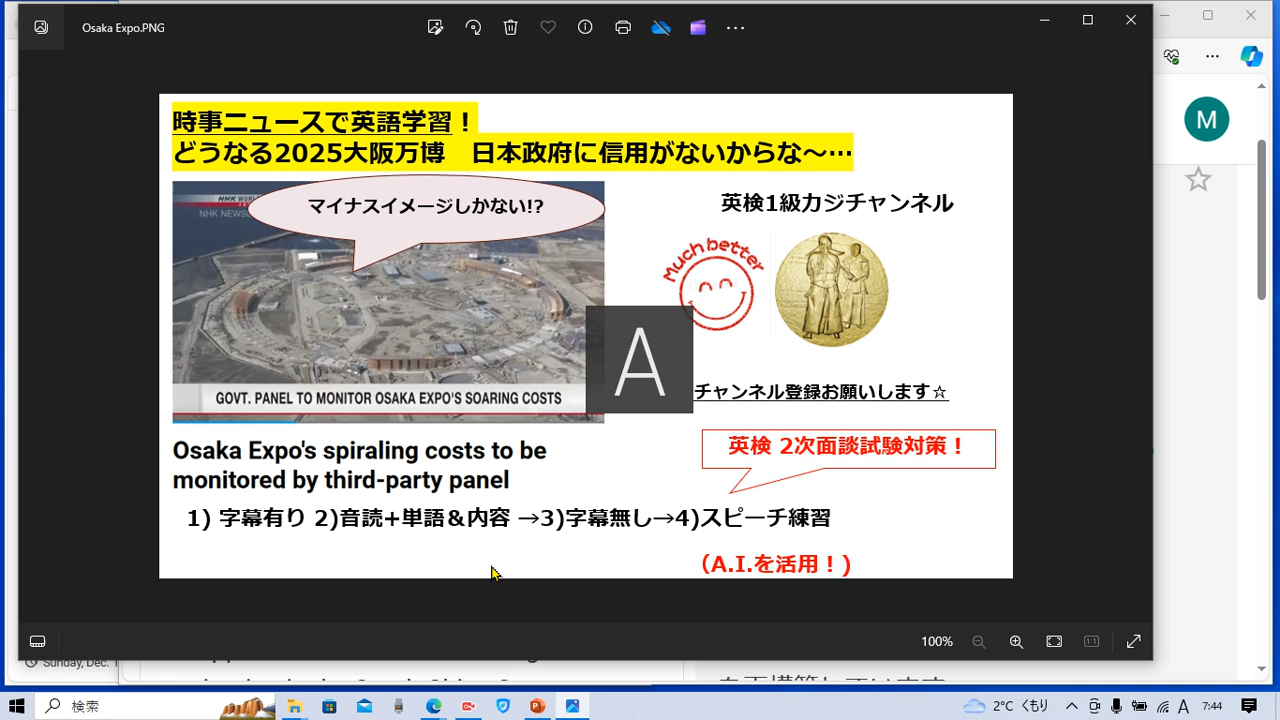 Osaka Expo.PNG
M
時事ニュースで英語学習！
どうなる2025大阪万博　日本政府に信用がないからな～…
NHK WORL
NHK NEWS
マイナスイメージしかない!?
英検1級カジチャンネル
Much better
A
GOVT. PANEL TO MONITOR OSAKA EXPO'S SOARING COSTS
チャンネル登録お願いします☆
Osaka Expo's spiraling costs to be
monitored by third-party panel
英検 2次面談試験対策！
1) 字幕有り 2)音読+単語＆内容 →3)字幕無し→4)スピーチ練習
（A.I.を活用！)
100%
1:1
Sunday, Dec. 1
検索
2°C くもり
A
7:44